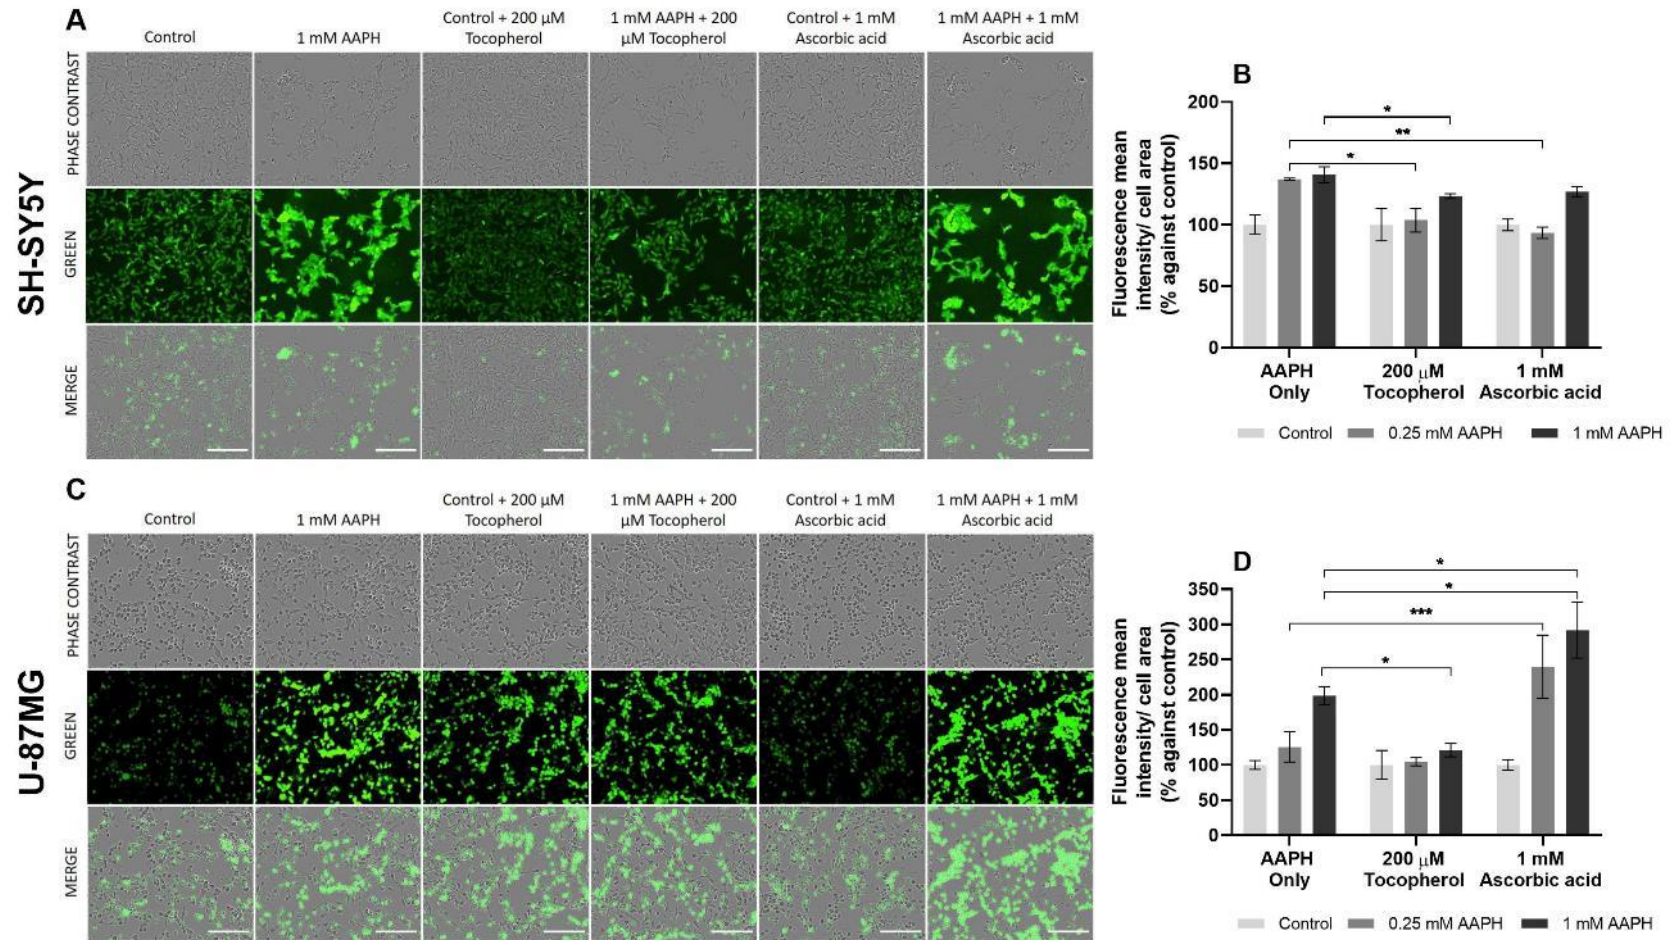 A
Control
1 mM AAPH
Control + 200 µM
Tocopherol
1 mM AAPH + 200
µM Tocopherol
Control + 1 mM
Ascorbic acid
1 mM AAPH + 1 mM
Ascorbic acid
SH-SY5Y
PHASE CONTRAST
GREEN
MERGE
B
Fluorescence mean
intensity/ cell area
(% against control)
200
150
100
50
0
*
**
*
AAPH
Only
200 µM
Tocopherol
1 mM
Ascorbic acid
Control
0.25 mM AAPH
1 mM AAPH
C
Control
1 mM AAPH
Control + 200 µM
Tocopherol
1 mM AAPH + 200
µM Tocopherol
Control + 1 mM
Ascorbic acid
1 mM AAPH + 1 mM
Ascorbic acid
U-87MG
PHASE CONTRAST
GREEN
MERGE
D
Fluorescence mean
intensity/ cell area
(% against control)
350
300
250
200
150
100
50
0
*
*
***
*
AAPH
Only
200 µM
Tocopherol
1 mM
Ascorbic acid
Control
0.25 mM AAPH
1 mM AAPH